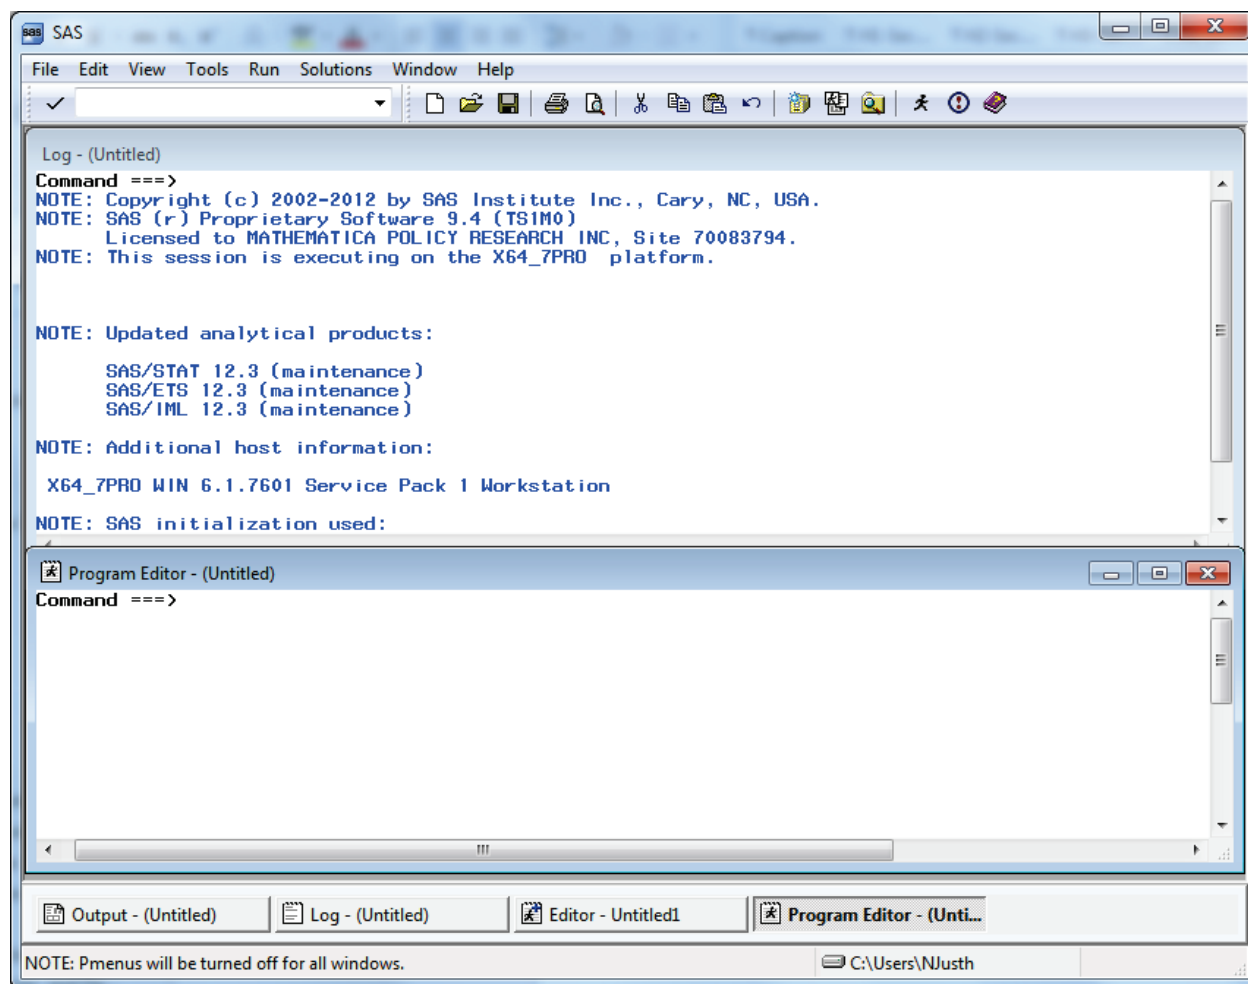 SAS
File Edit View Tools Run Solutions Window Help
Log - (Untitled)
Command ===>
NOTE: Copyright (c) 2002-2012 by SAS Institute Inc., Cary, NC, USA.
NOTE: SAS (r) Proprietary Software 9.4 (TS1M0)
Licensed to MATHEMATICA POLICY RESEARCH INC, Site 70083794.
NOTE: This session is executing on the X64_7PRO platform.
NOTE: Updated analytical products:
SAS/STAT 12.3 (maintenance)
SAS/ETS 12.3 (maintenance)
SAS/IML 12.3 (maintenance)
NOTE: Additional host information:
X64_7PRO WIN 6.1.7601 Service Pack 1 Workstation
NOTE: SAS initialization used:
Program Editor - (Untitled)
Command ===>
Output - (Untitled) Log - (Untitled) Editor - Untitled1 Program Editor - (Unti...
NOTE: Pmenus will be turned off for all windows. C:\Users\NJusth